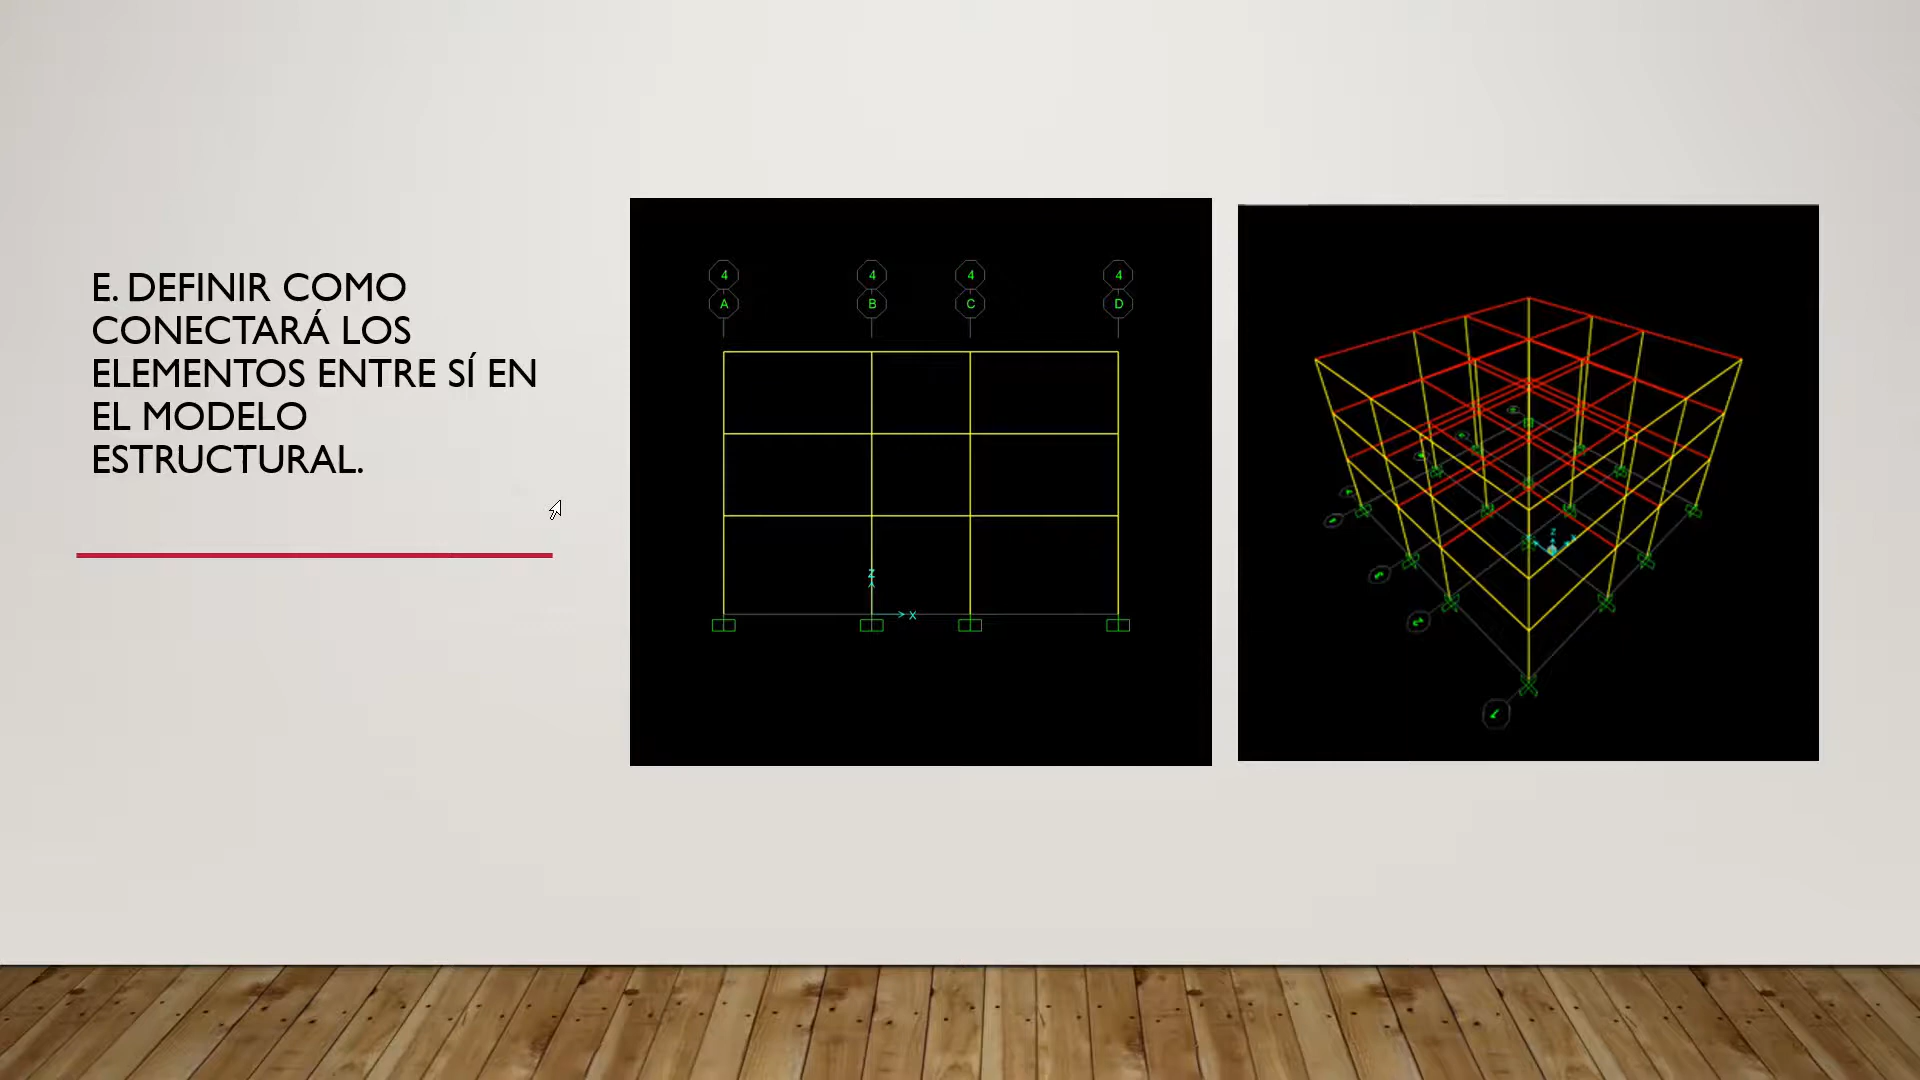 E. DEFINIR COMO
CONECTARÁ LOS
ELEMENTOS ENTRE SÍ EN
EL MODELO
ESTRUCTURAL.
4 4 4 4
A B C D
Z
X
Z